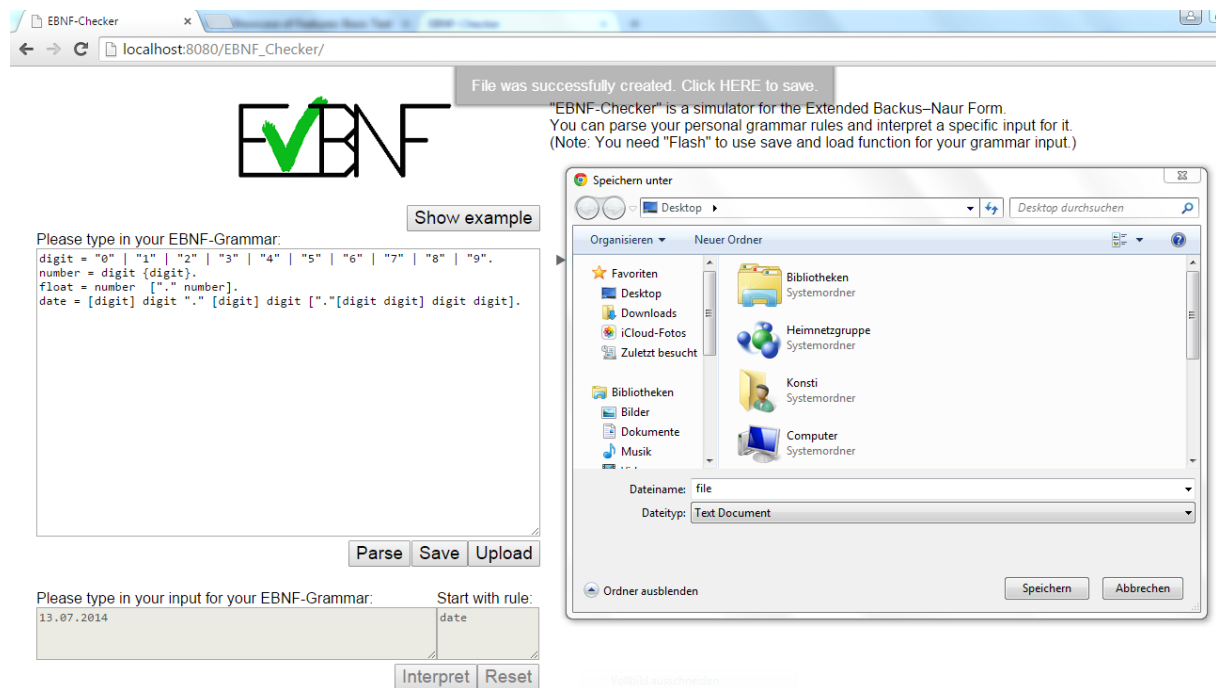 EBNF-Checker
localhost:8080/EBNF_Checker/
File was successfully created. Click HERE to save.
EBNF
"EBNF-Checker" is a simulator for the Extended Backus–Naur Form.
You can parse your personal grammar rules and interpret a specific input for it.
(Note: You need "Flash" to use save and load function for your grammar input.)
Show example
Please type in your EBNF-Grammar:
digit = "0" | "1" | "2" | "3" | "4" | "5" | "6" | "7" | "8" | "9".
number = digit {digit}.
float = number  ["." number].
date = [digit] digit "." [digit] digit ["."[digit digit] digit digit].
Parse Save Upload
Please type in your input for your EBNF-Grammar: Start with rule:
13.07.2014 date
Interpret Reset
Speichern unter
Desktop
Desktop durchsuchen
Organisieren Neuer Ordner
Favoriten
Desktop
Downloads
iCloud-Fotos
Zuletzt besucht
Bibliotheken
Bilder
Dokumente
Musik
Bibliotheken
Systemordner
Heimnetzgruppe
Systemordner
Konsti
Systemordner
Computer
Systemordner
Dateiname: file
Dateityp: Text Document
Ordner ausblenden
Speichern Abbrechen